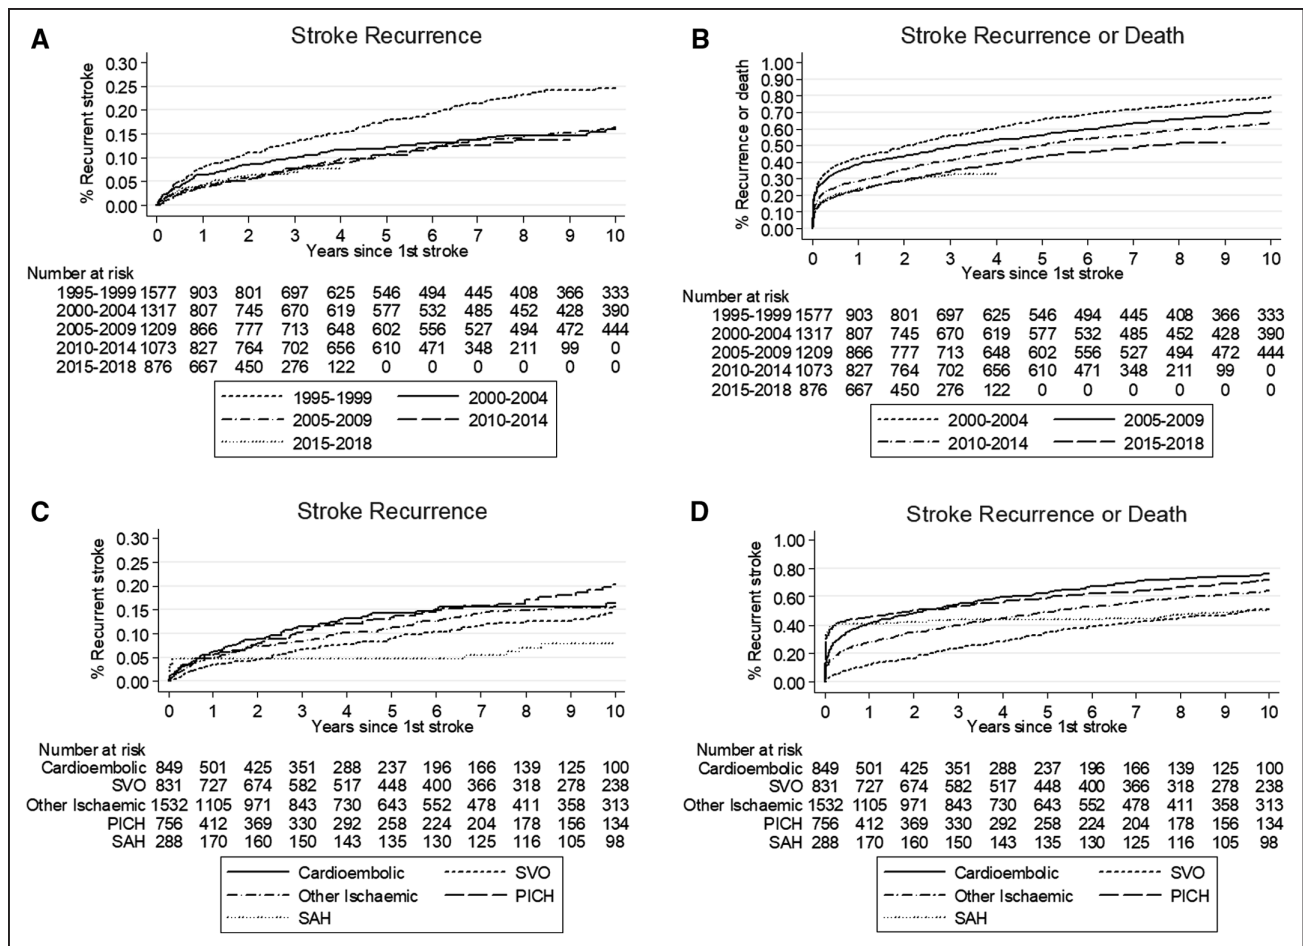 A
Stroke Recurrence
% Recurrent stroke
0.30
0.25
0.20
0.15
0.10
0.05
0.00
0 1 2 3 4 5 6 7 8 9 10
Years since 1st stroke
Number at risk
1995-1999 1577 903 801 697 625 546 494 445 408 366 333
2000-2004 1317 807 745 670 619 577 532 485 452 428 390
2005-2009 1209 866 777 713 648 602 556 527 494 472 444
2010-2014 1073 827 764 702 656 610 471 348 211 99 0
2015-2018 876 667 450 276 122 0 0 0 0 0 0
1995-1999 2000-2004
2005-2009 2010-2014
2015-2018
B
Stroke Recurrence or Death
% Recurrence or death
1.00
0.90
0.80
0.70
0.60
0.50
0.40
0.30
0.20
0.10
0.00
0 1 2 3 4 5 6 7 8 9 10
Years since 1st stroke
Number at risk
1995-1999 1577 903 801 697 625 546 494 445 408 366 333
2000-2004 1317 807 745 670 619 577 532 485 452 428 390
2005-2009 1209 866 777 713 648 602 556 527 494 472 444
2010-2014 1073 827 764 702 656 610 471 348 211 99 0
2015-2018 876 667 450 276 122 0 0 0 0 0 0
2000-2004 2005-2009
2010-2014 2015-2018
C
Stroke Recurrence
% Recurrent stroke
0.30
0.25
0.20
0.15
0.10
0.05
0.00
0 1 2 3 4 5 6 7 8 9 10
Years since 1st stroke
Number at risk
Cardioembolic 849 501 425 351 288 237 196 166 139 125 100
SVO 831 727 674 582 517 448 400 366 318 278 238
Other Ischaemic 1532 1105 971 843 730 643 552 478 411 358 313
PICH 756 412 369 330 292 258 224 204 178 156 134
SAH 288 170 160 150 143 135 130 125 116 105 98
Cardioembolic SVO
Other Ischaemic PICH
SAH
D
Stroke Recurrence or Death
% Recurrent stroke
1.00
0.80
0.60
0.40
0.20
0.00
0 1 2 3 4 5 6 7 8 9 10
Years since 1st stroke
Number at risk
Cardioembolic 849 501 425 351 288 237 196 166 139 125 100
SVO 831 727 674 582 517 448 400 366 318 278 238
Other Ischaemic 1532 1105 971 843 730 643 552 478 411 358 313
PICH 756 412 369 330 292 258 224 204 178 156 134
SAH 288 170 160 150 143 135 130 125 116 105 98
Cardioembolic SVO
Other Ischaemic PICH
SAH